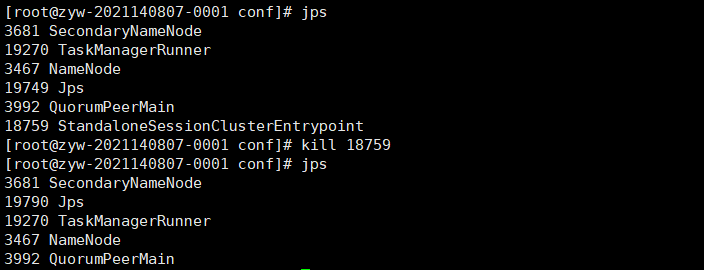 [root@zyw-2021140807-0001 conf]# jps
3681 SecondaryNameNode
19270 TaskManagerRunner
3467 NameNode
19749 Jps
3992 QuorumPeerMain
18759 StandaloneSessionClusterEntrypoint
[root@zyw-2021140807-0001 conf]# kill 18759
[root@zyw-2021140807-0001 conf]# jps
3681 SecondaryNameNode
19790 Jps
19270 TaskManagerRunner
3467 NameNode
3992 QuorumPeerMain